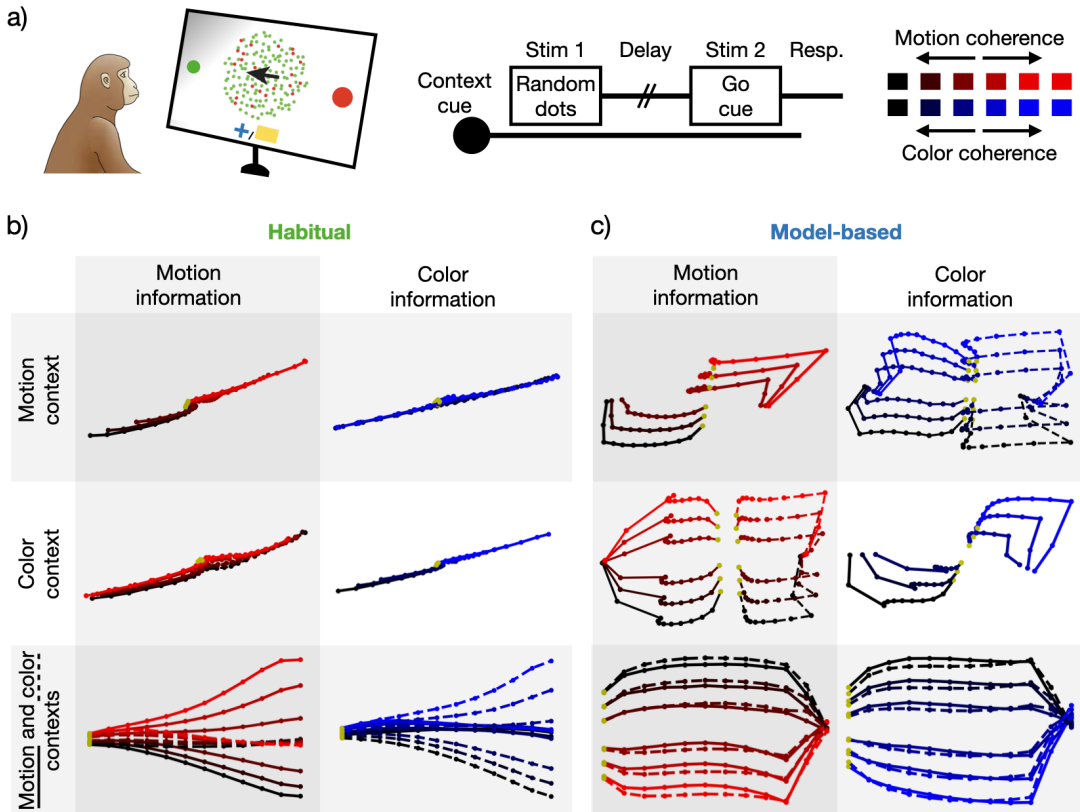 a)
Stim 1
Delay
Stim 2
Resp.
Context
cue
Random
dots
Go
cue
Motion coherence
Color coherence
b)
Habitual
Motion
information
Color
information
c)
Model-based
Motion
information
Color
information
Motion
context
Color
context
Motion and color
contexts